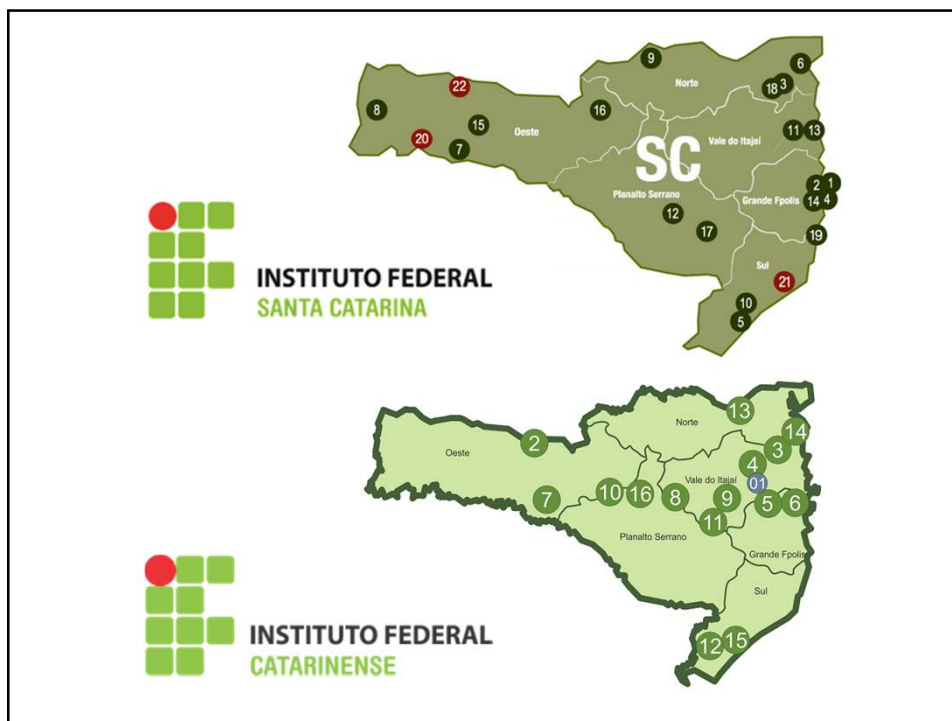 9
6
Norte
3
18
22
8
16
15
Oeste
11
13
20
7
Vale do Itajaí
SC
2
1
Planalto Serrano
Grande Fpolis
14
4
12
17
19
Sul
21
10
5
INSTITUTO FEDERAL
SANTA CATARINA
13
Norte
14
2
3
Oeste
4
Vale do Itajaí
01
7
10
16
8
9
5
6
11
Planalto Serrano
Grande Fpolis
Sul
12
15
INSTITUTO FEDERAL
CATARINENSE